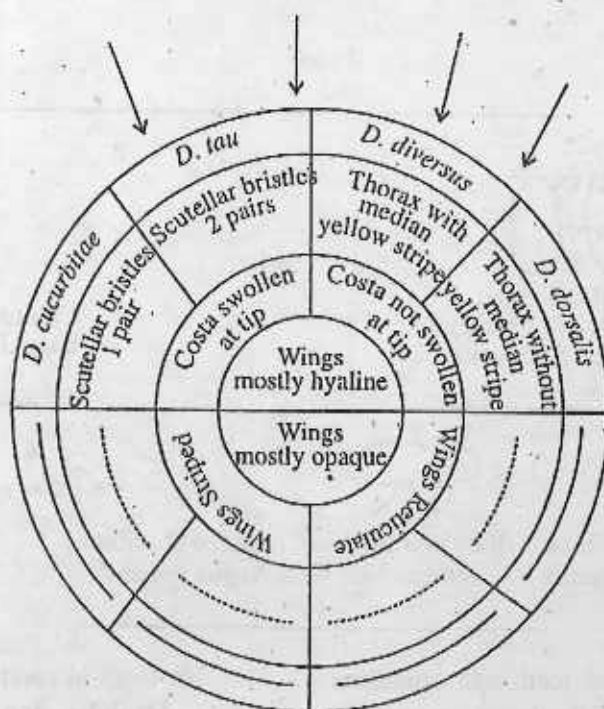 D. tau
D. diversus
D. cucurbitae
D. dorsalis
Scutellar bristles
2 pairs
Thorax with
median
yellow stripe
Scutellar bristles
1 pair
Thorax without
median
yellow stripe
Costa swollen
at tip
Costa not swollen
at tip
Wings
mostly hyaline
Wings
mostly opaque
Wings Striped
Wings Reticulate